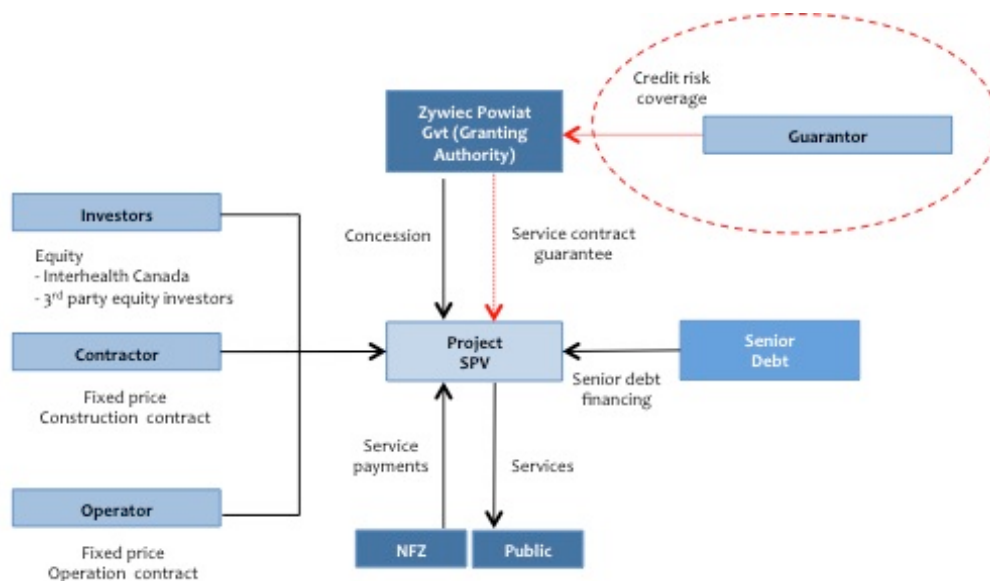 Credit risk
coverage
Zywiec Powiat
Gvt (Granting
Authority)
Guarantor
Investors
Concession
Service contract
guarantee
Equity
- Interhealth Canada
- 3rd party equity investors
Contractor
Project
SPV
Senior
Debt
Senior debt
financing
Fixed price
Construction contract
Service
payments
Services
Operator
NFZ
Public
Fixed price
Operation contract